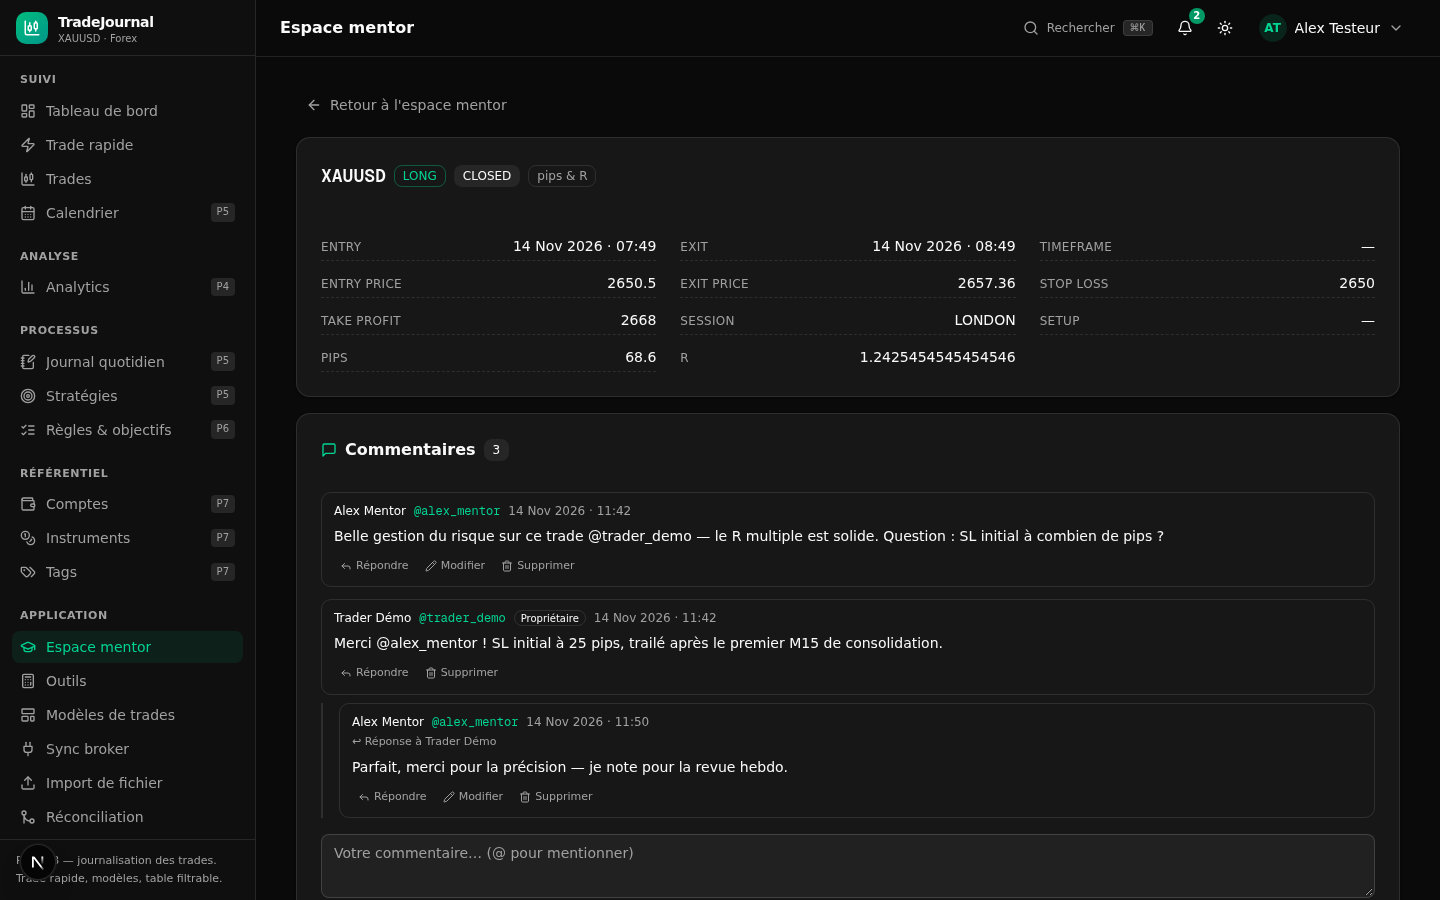 TradeJournal
XAUUSD · Forex
SUIVI
Tableau de bord
Trade rapide
Trades
Calendrier P5
ANALYSE
Analytics P4
PROCESSUS
Journal quotidien P5
Stratégies P5
Règles & objectifs P6
RÉFÉRENTIEL
Comptes P7
Instruments P7
Tags P7
APPLICATION
Espace mentor
Outils
Modèles de trades
Sync broker
Import de fichier
Réconciliation
— journalisation des trades.
rapide, modèles, table filtrable.
N
Espace mentor
Rechercher ⌘K
2
AT Alex Testeur
Retour à l'espace mentor
XAUUSD LONG CLOSED pips & R
ENTRY 14 Nov 2026 · 07:49 EXIT 14 Nov 2026 · 08:49 TIMEFRAME —
ENTRY PRICE 2650.5 EXIT PRICE 2657.36 STOP LOSS 2650
TAKE PROFIT 2668 SESSION LONDON SETUP —
PIPS 68.6 R 1.2425454545454546
Commentaires 3
Alex Mentor @alex_mentor 14 Nov 2026 · 11:42
Belle gestion du risque sur ce trade @trader_demo — le R multiple est solide. Question : SL initial à combien de pips ?
Répondre Modifier Supprimer
Trader Démo @trader_demo Propriétaire 14 Nov 2026 · 11:42
Merci @alex_mentor ! SL initial à 25 pips, trailé après le premier M15 de consolidation.
Répondre Supprimer
Alex Mentor @alex_mentor 14 Nov 2026 · 11:50
↩ Réponse à Trader Démo
Parfait, merci pour la précision — je note pour la revue hebdo.
Répondre Modifier Supprimer
Votre commentaire... (@ pour mentionner)